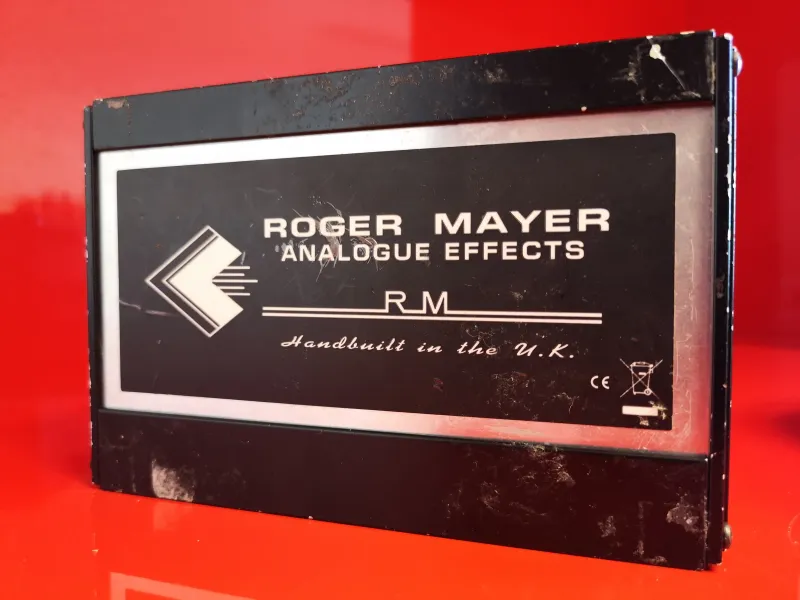 ROGER MAYER
ANALOGUE EFFECTS
RM
Handbuilt in the U.K.
CE